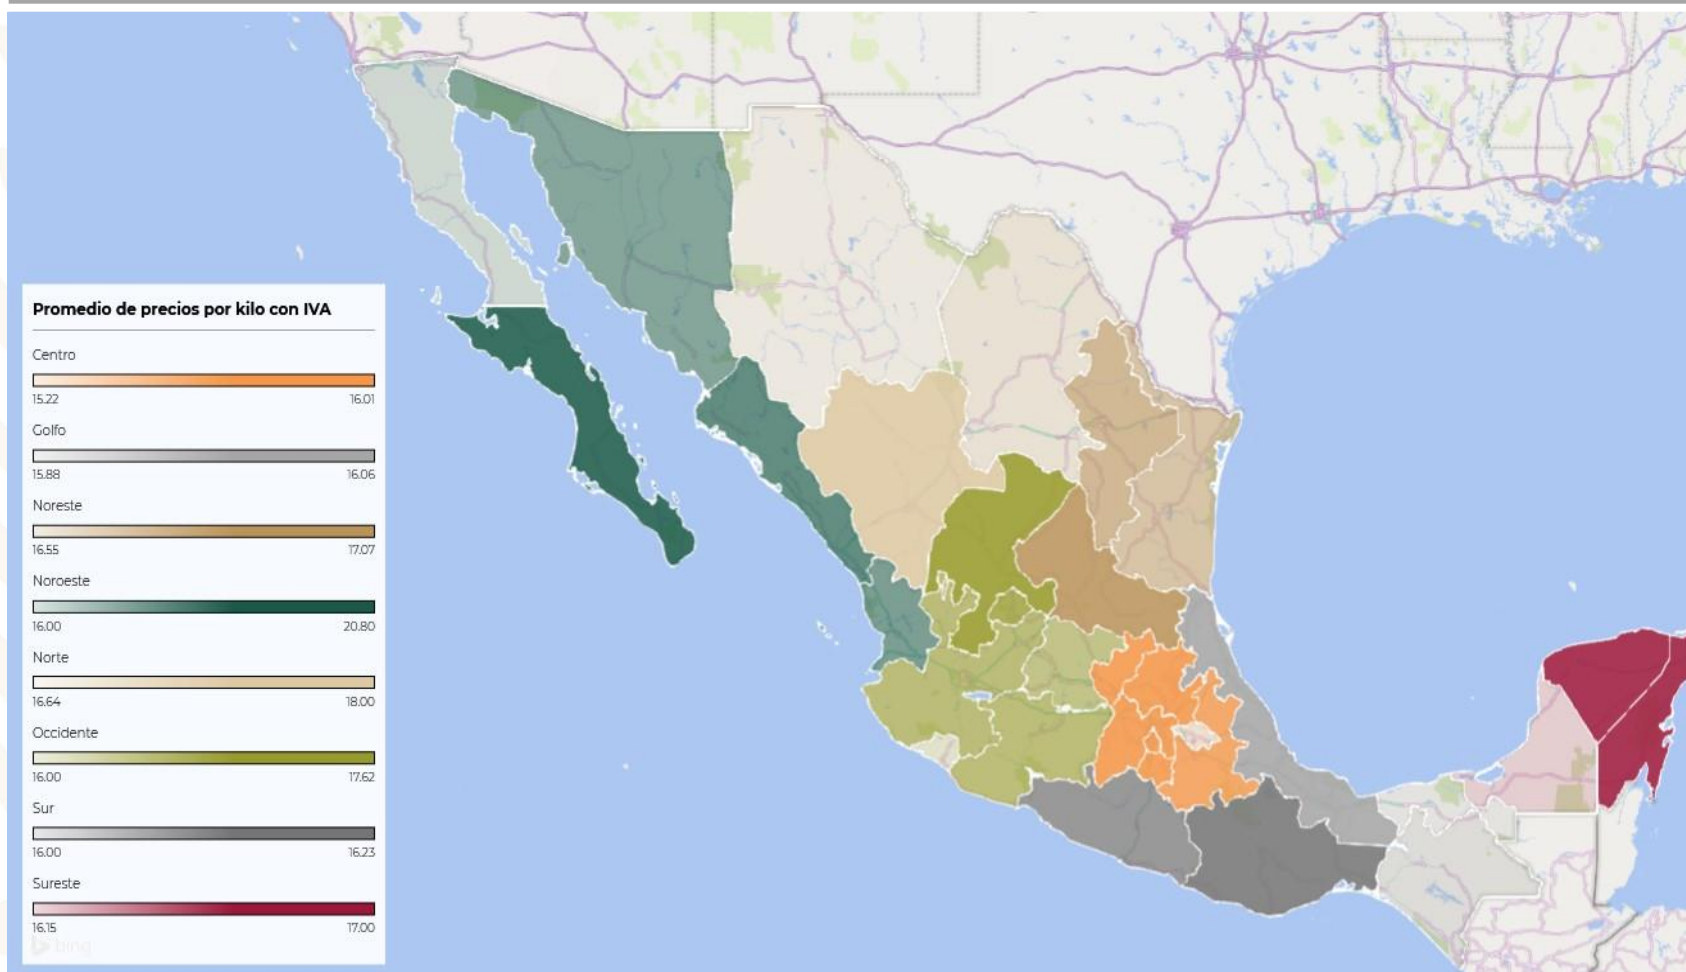 Promedio de precios por kilo con IVA
Centro
15.22 16.01
Golfo
15.88 16.06
Noreste
16.55 17.07
Noroeste
16.00 20.80
Norte
16.64 18.00
Occidente
16.00 17.62
Sur
16.00 16.23
Sureste
16.15 17.00
bing